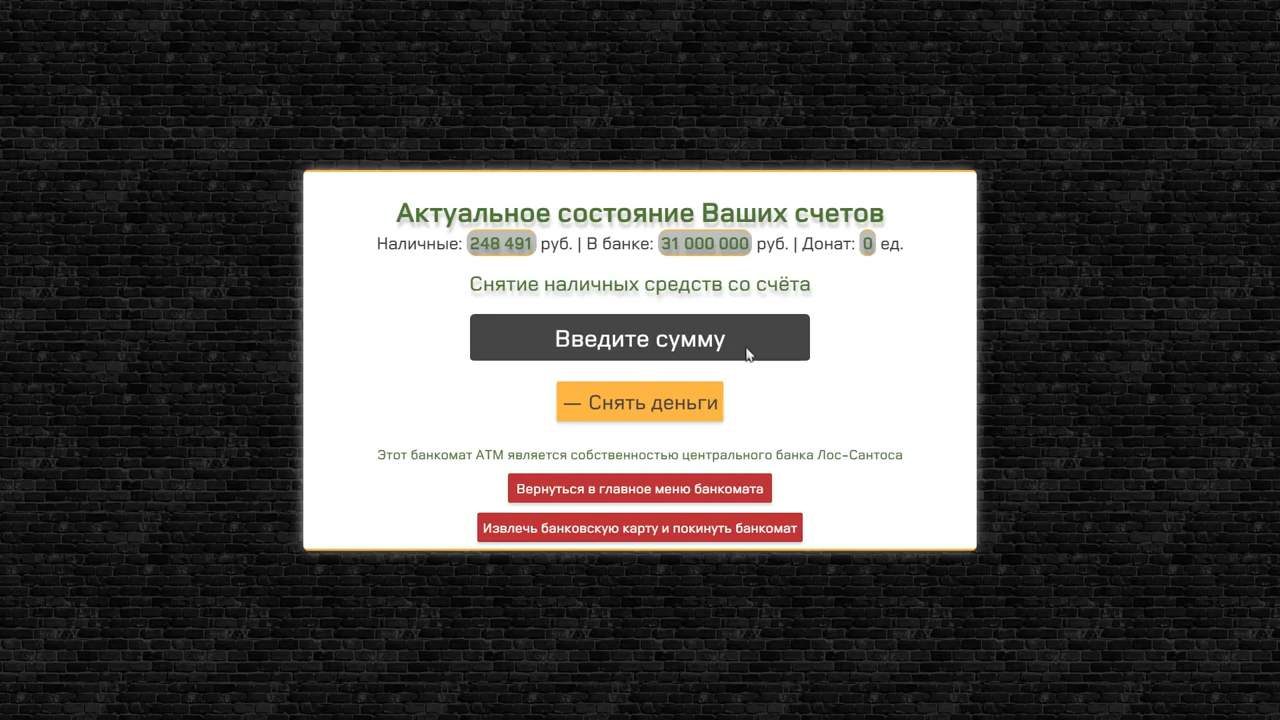 Актуальное состояние Ваших счетов
Наличные: 248 491 руб. | В банке: 31 000 000 руб. | Донат: 0 ед.
Снятие наличных средств со счёта
Введите сумму
— Снять деньги
Этот банкомат ATM является собственностью центрального банка Лос-Сантоса
Вернуться в главное меню банкомата
Извлечь банковскую карту и покинуть банкомат